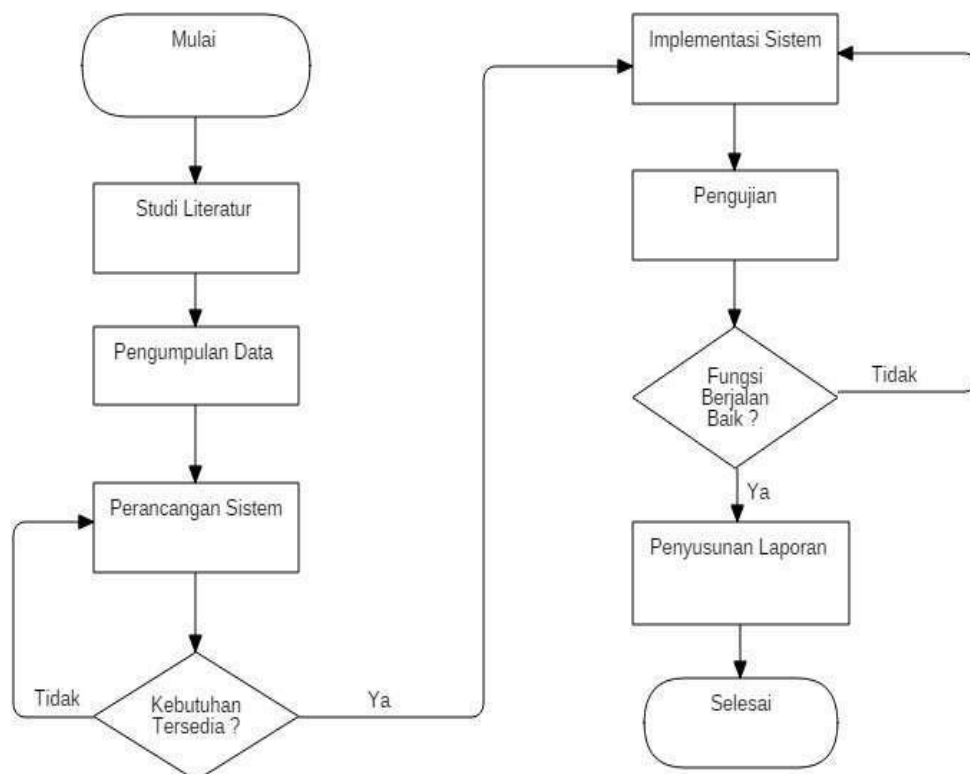 Mulai
Studi Literatur
Pengumpulan Data
Perancangan Sistem
Tidak
Kebutuhan
Tersedia ?
Ya
Implementasi Sistem
Pengujian
Fungsi
Berjalan
Baik ?
Tidak
Ya
Penyusunan Laporan
Selesai